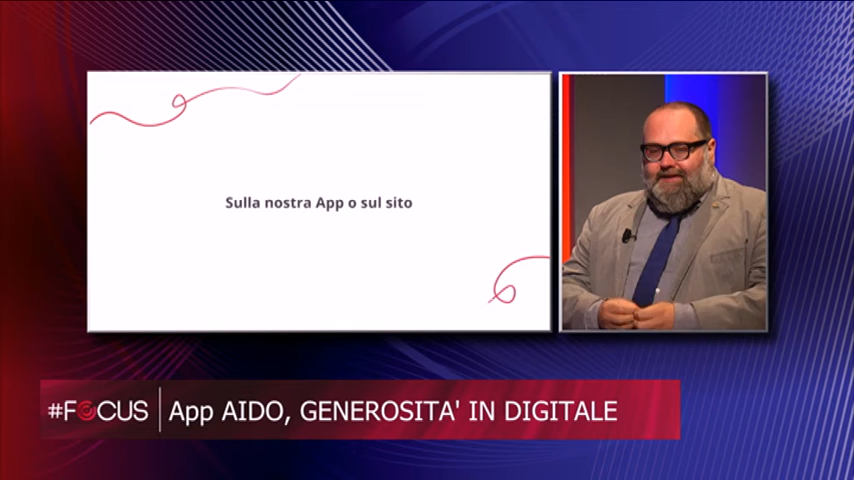 Sulla nostra App o sul sito
#FOCUS
App AIDO, GENEROSITA' IN DIGITALE